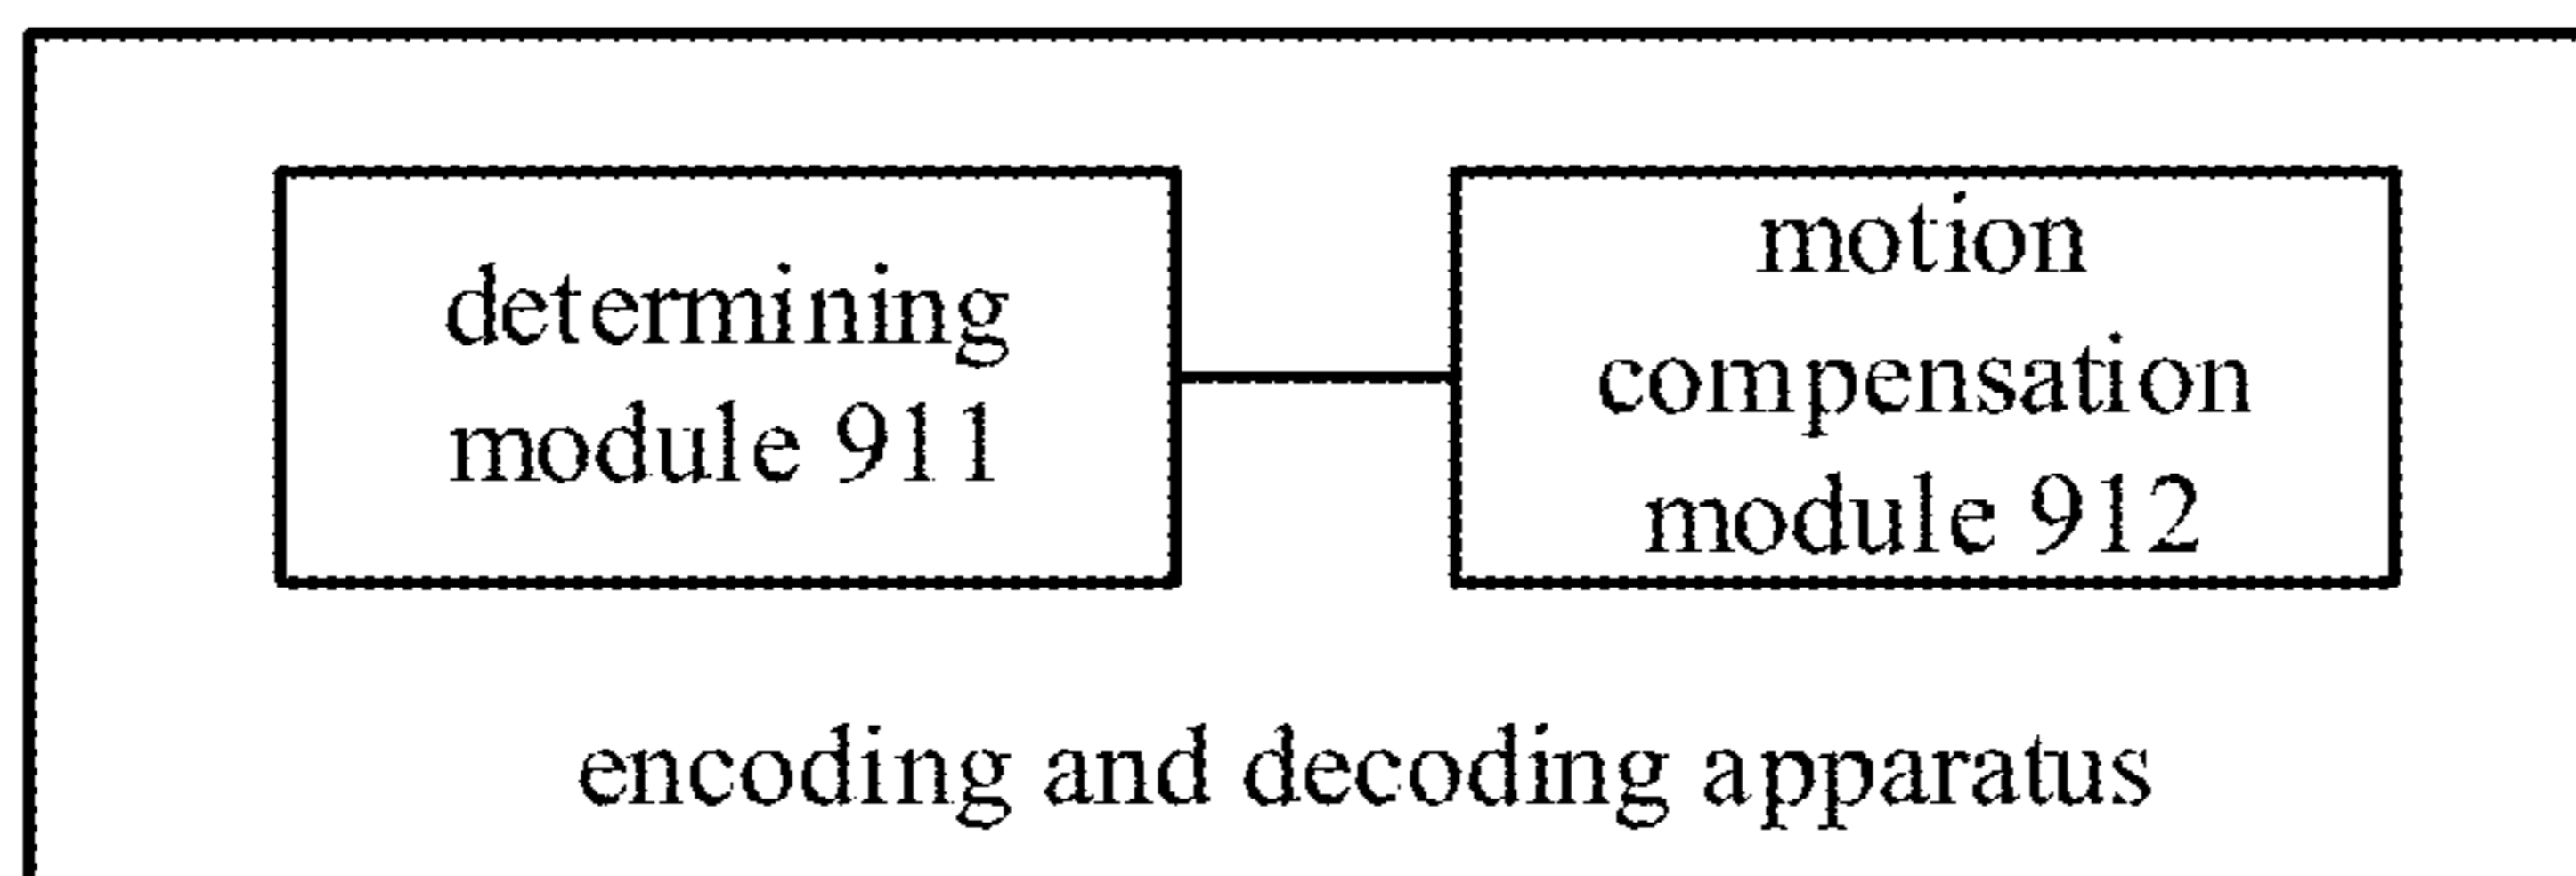 determining
module 911
motion
compensation
module 912
encoding and decoding apparatus